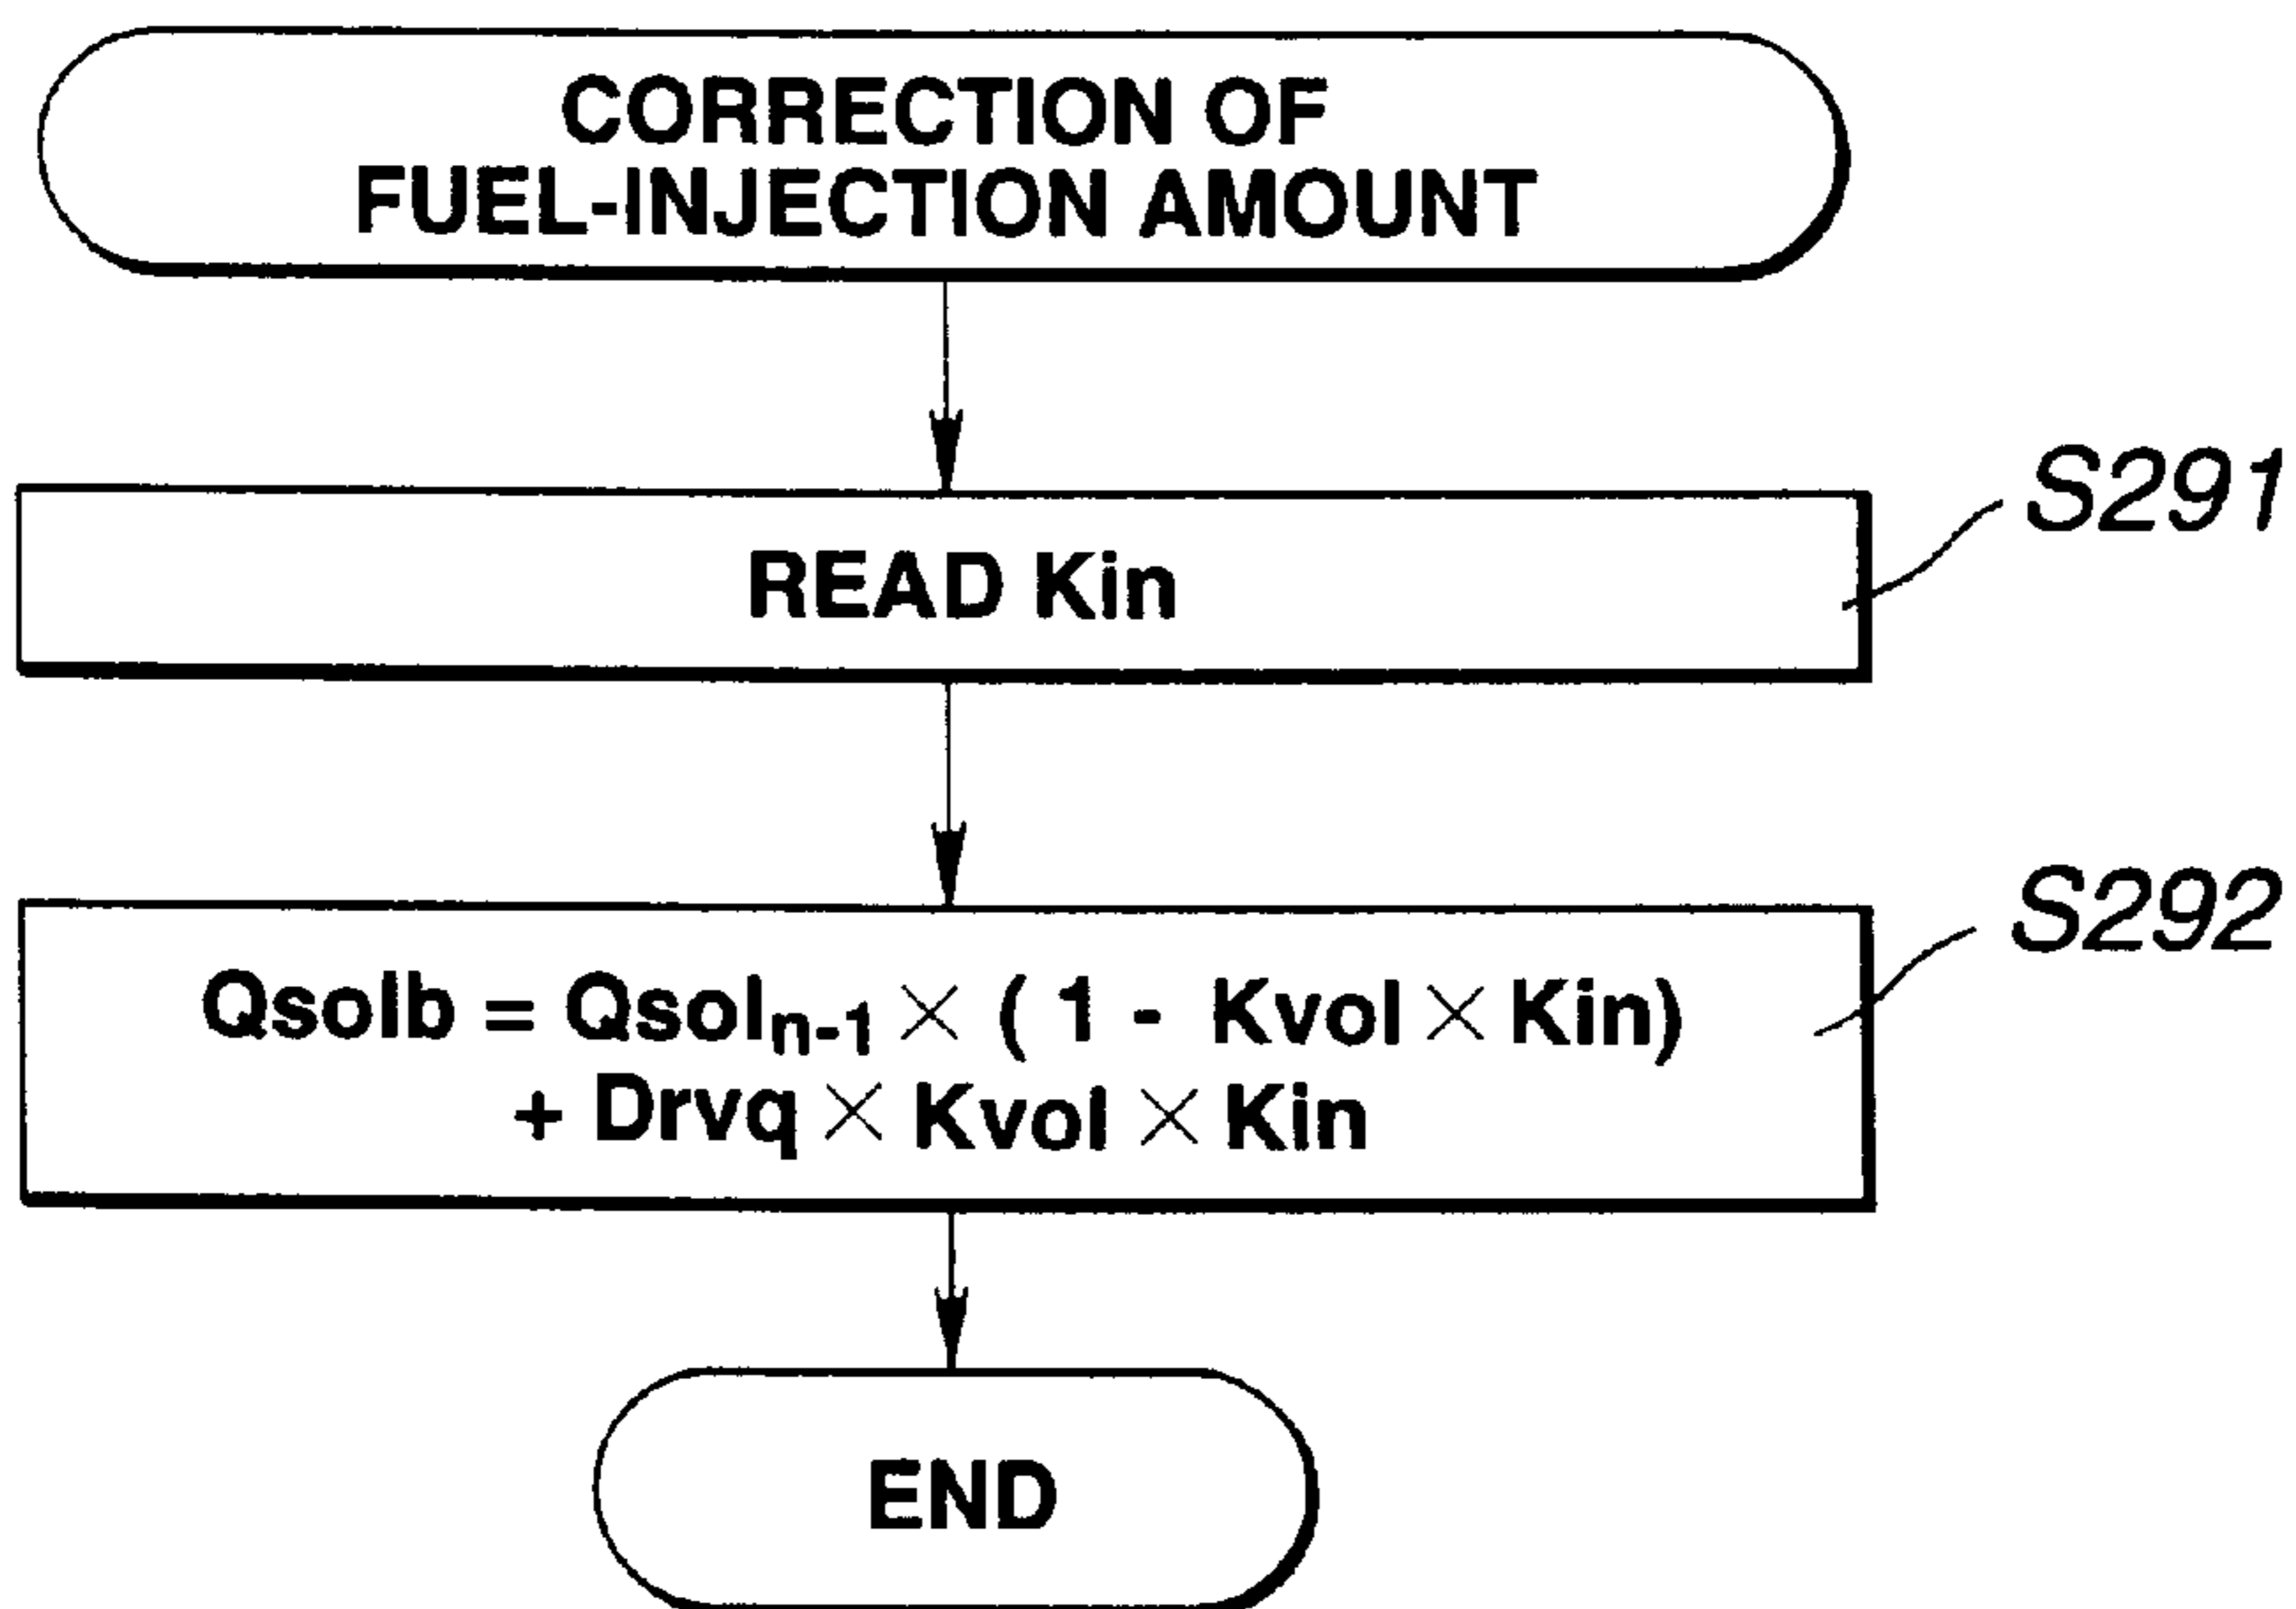 CORRECTION OF
FUEL-INJECTION AMOUNT
S291
READ Kin
S292
Qsolb = Qsolₙ₋₁ × ( 1 - Kvol × Kin)
+ Drvq × Kvol × Kin
END